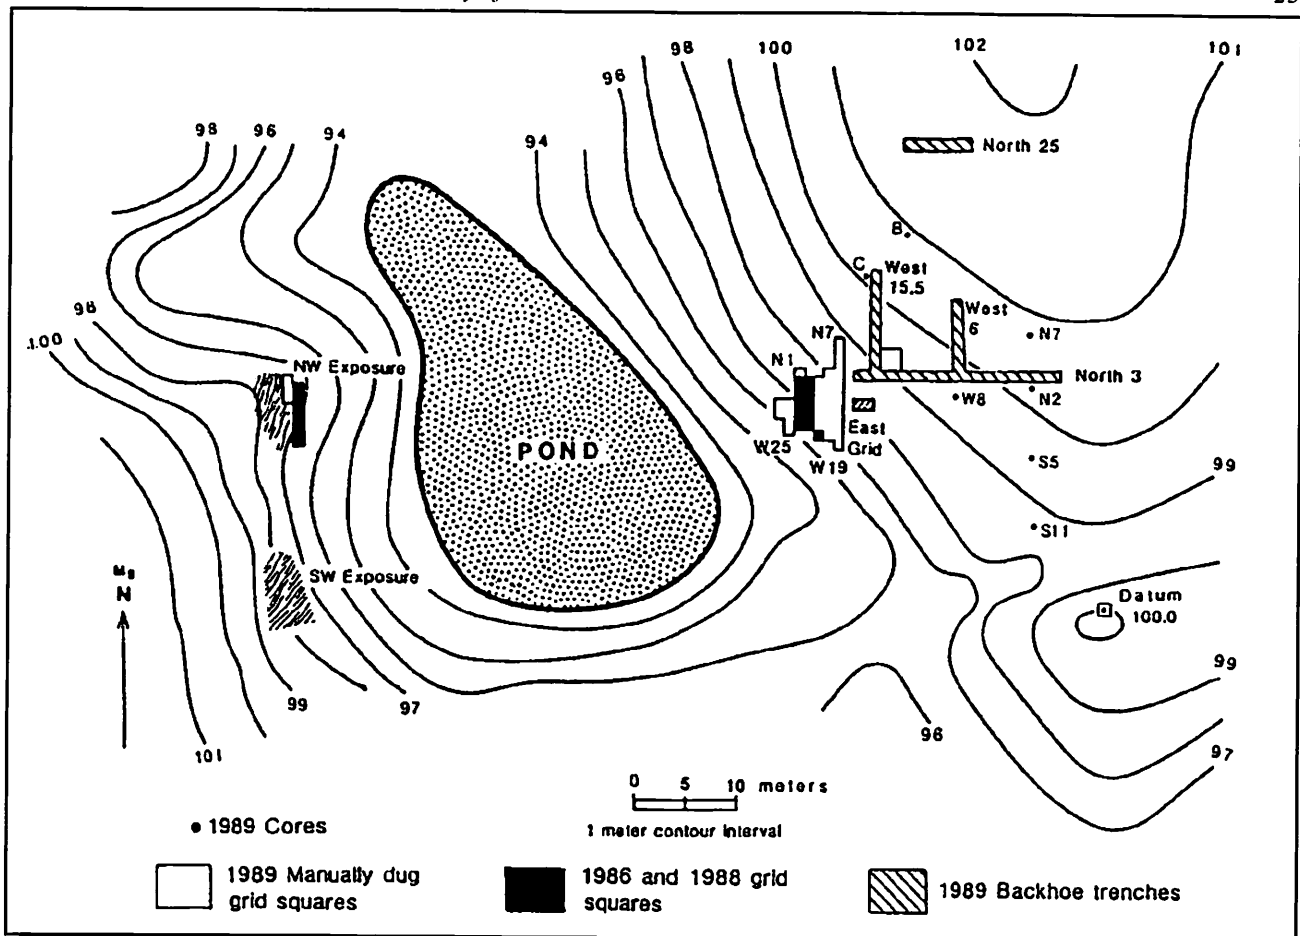 98
100
102
101
96
98
96
94
94
North 25
B
C
West
15.5
West
6
N7
N7
98
100
NW Exposure
N1
North 3
W8
N2
POND
W25
East
Grid
W19
S5
99
S11
N
SW Exposure
Datum
100.0
99
99
97
96
97
101
0 5 10 meters
1 meter contour interval
• 1989 Cores
1989 Manually dug
grid squares
1986 and 1988 grid
squares
1989 Backhoe trenches